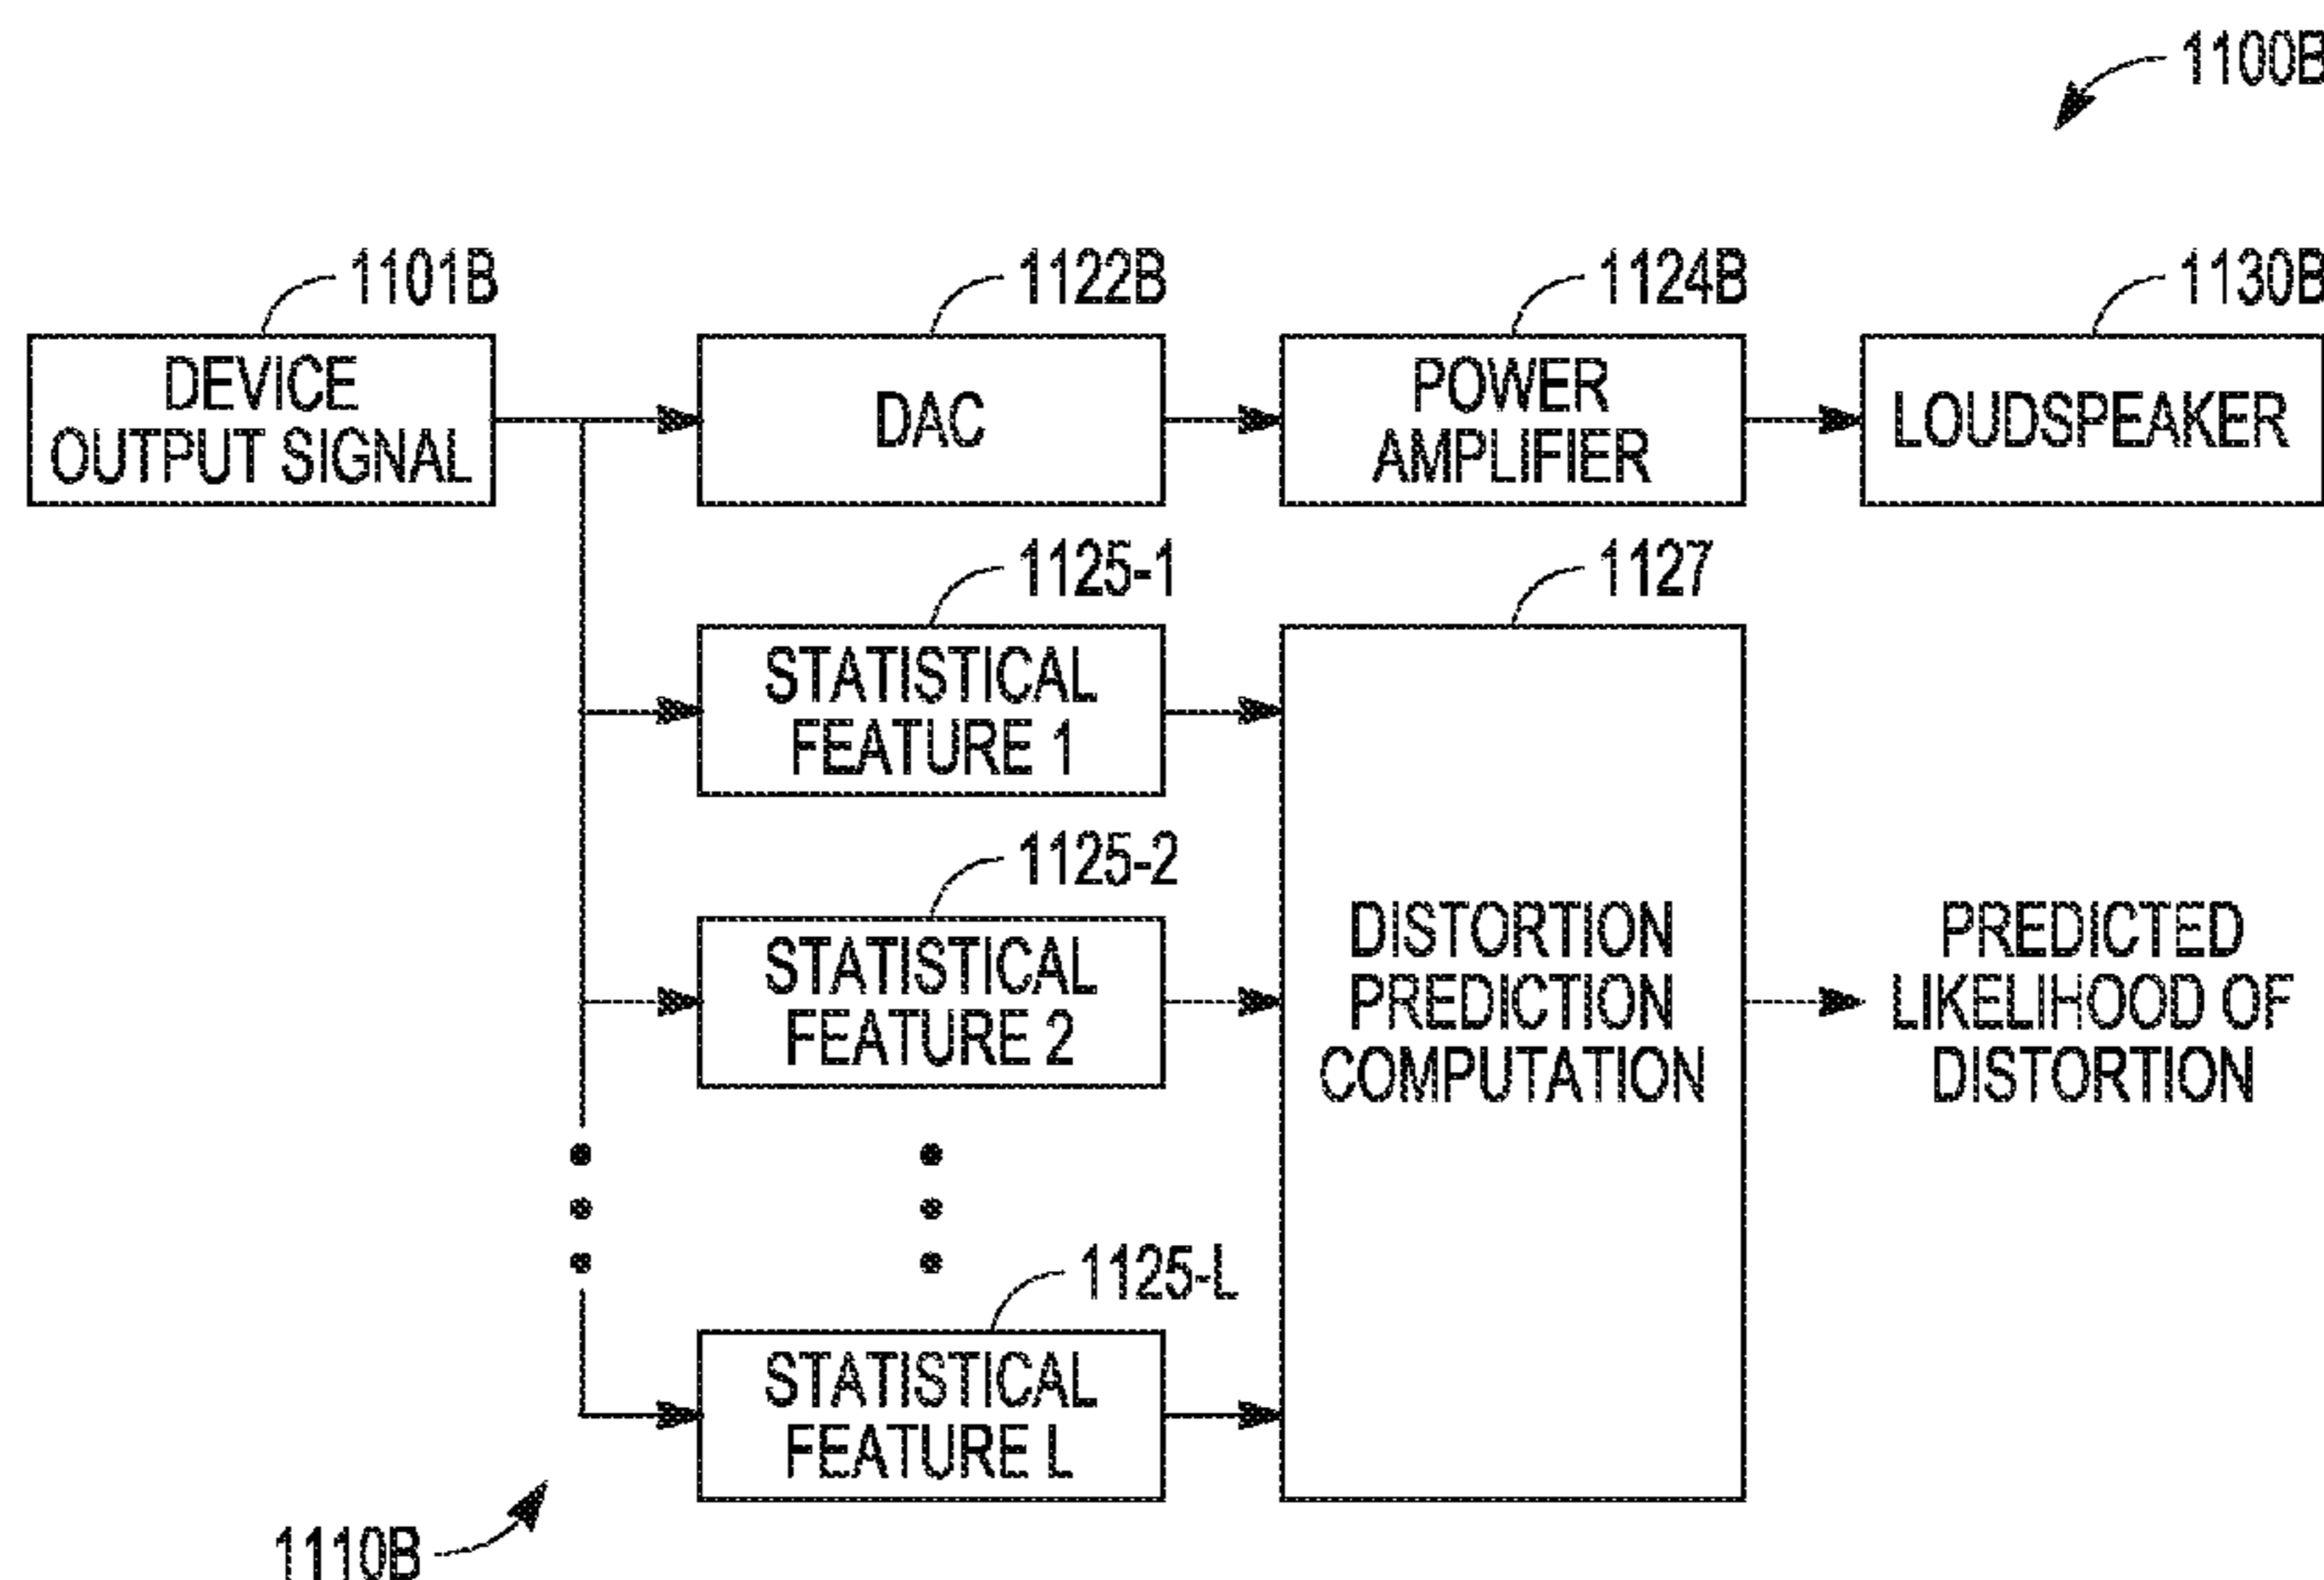 1100B
1101B
1122B
1124B
1130B
DEVICE
OUTPUT SIGNAL
DAC
POWER
AMPLIFIER
LOUDSPEAKER
1125-1
1127
STATISTICAL
FEATURE 1
1125-2
STATISTICAL
FEATURE 2
DISTORTION
PREDICTION
COMPUTATION
PREDICTED
LIKELIHOOD OF
DISTORTION
1125-L
STATISTICAL
FEATURE L
1110B